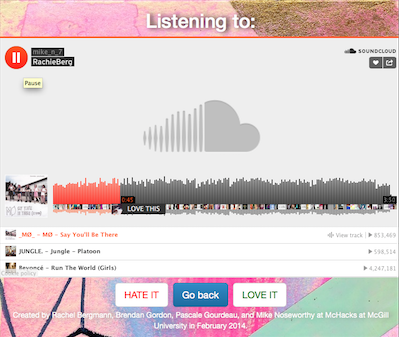 Listening to:
mike_n_7
RachieBerg
SOUNDCLOUD
Pause
0:45
3:50
LOVE THIS
_MØ_ - MØ - Say You'll Be There
View track
853,469
JUNGLE. - Jungle - Platoon
558,514
Beyoncé - Run The World (Girls)
4,247,181
Cookie policy
HATE IT
Go back
LOVE IT
Created by Rachel Bergmann, Brendan Gordon, Pascale Gourdeau, and Mike Noseworthy at McHacks at McGill
University in February 2014.